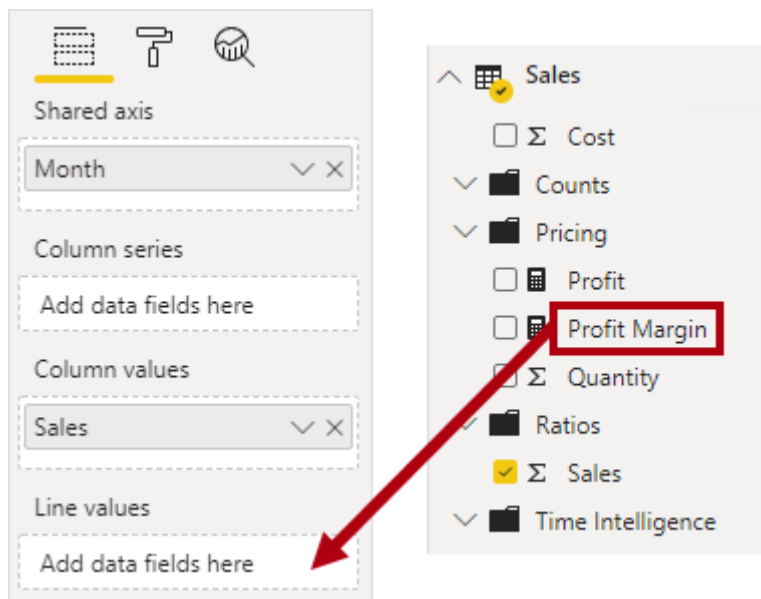 Shared axis
Month
Column series
Add data fields here
Column values
Sales
Line values
Add data fields here
Sales
Σ Cost
Counts
Pricing
Profit
Profit Margin
Σ Quantity
Ratios
Σ Sales
Time Intelligence